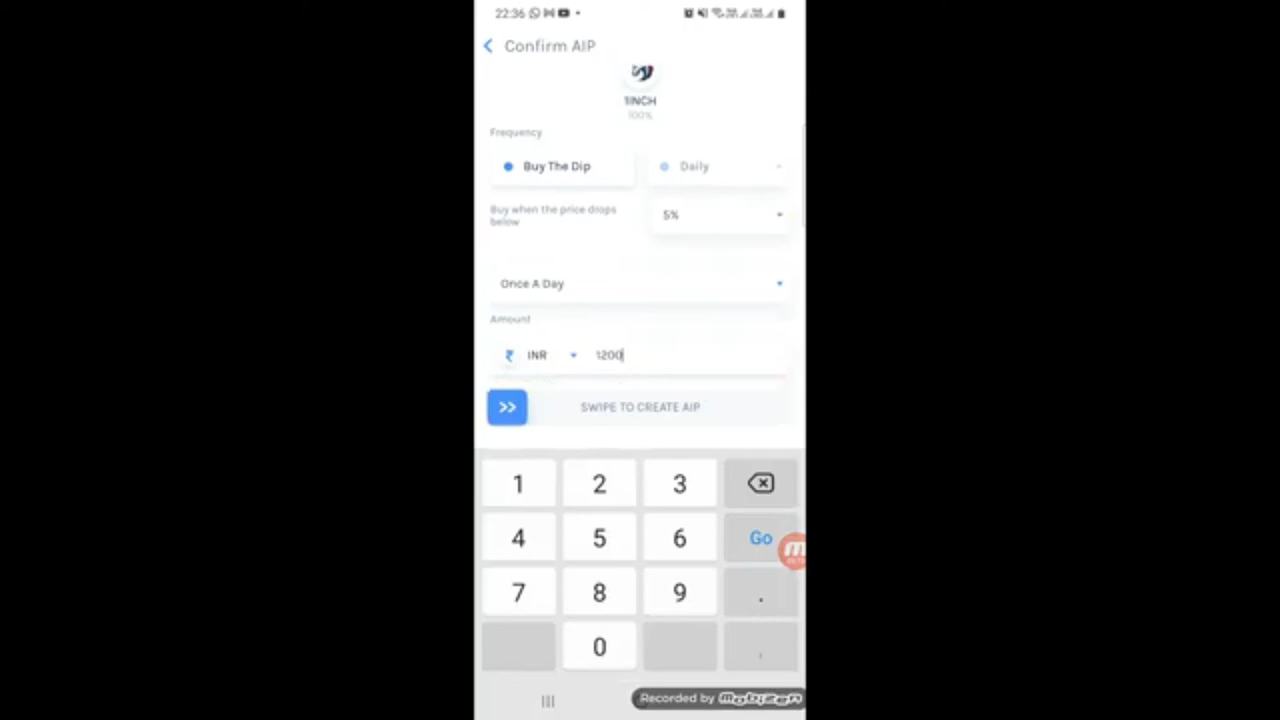 22:36
Confirm AIP
1INCH
100%
Frequency
Buy The Dip
Daily
Buy when the price drops
below
5%
Once A Day
Amount
₹ INR 1200
>> SWIPE TO CREATE AIP
1 2 3
4 5 6 Go
7 8 9 .
0 ,
Recorded by mobizen